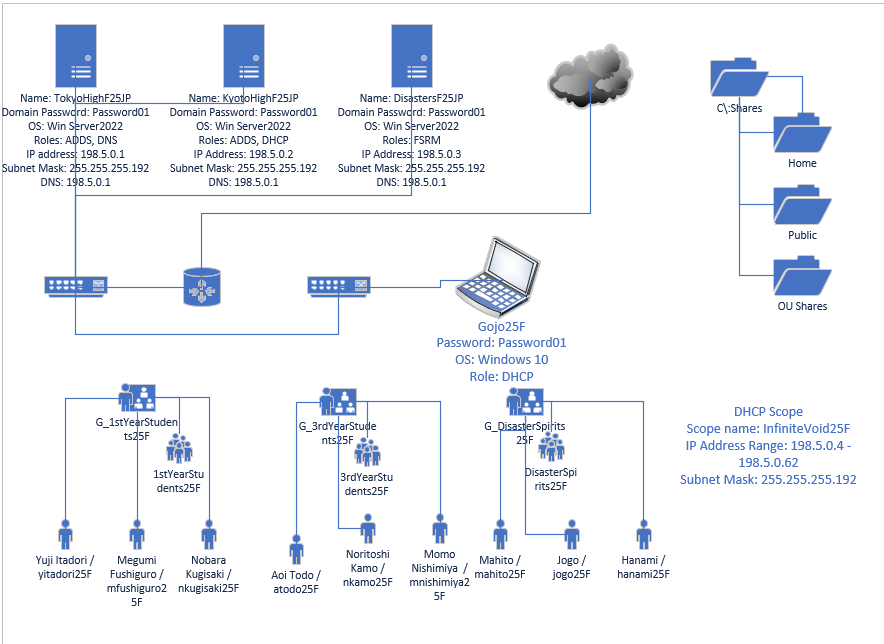 Name: TokyoHighF25JP
Domain Password: Password01
OS: Win Server2022
Roles: ADDS, DNS
IP address: 198.5.0.1
Subnet Mask: 255.255.255.192
DNS: 198.5.0.1
Name: KyotoHighF25JP
Domain Password: Password01
OS: Win Server2022
Roles: ADDS, DHCP
IP Address: 198.5.0.2
Subnet Mask: 255.255.255.192
DNS: 198.5.0.1
Name: DisastersF25JP
Domain Password: Password01
OS: Win Server2022
Roles: FSRM
IP Address: 198.5.0.3
Subnet Mask: 255.255.255.192
DNS: 198.5.0.1
C\:Shares
Home
Public
OU Shares
Gojo25F
Password: Password01
OS: Windows 10
Role: DHCP
DHCP Scope
Scope name: InfiniteVoid25F
IP Address Range: 198.5.0.4 -
198.5.0.62
Subnet Mask: 255.255.255.192
G_1stYearStuden
ts25F
1stYearStu
dents25F
G_3rdYearStude
nts25F
3rdYearStu
dents25F
G_DisasterSpirits
25F
DisasterSpi
rits25F
Yuji Itadori /
yitadori25F
Megumi
Fushiguro /
mfushiguro2
5F
Nobara
Kugisaki /
nkugisaki25F
Aoi Todo /
atodo25F
Noritoshi
Kamo /
nkamo25F
Momo
Nishimiya /
mnishimiya2
5F
Mahito /
mahito25F
Jogo /
jogo25F
Hanami /
hanami25F